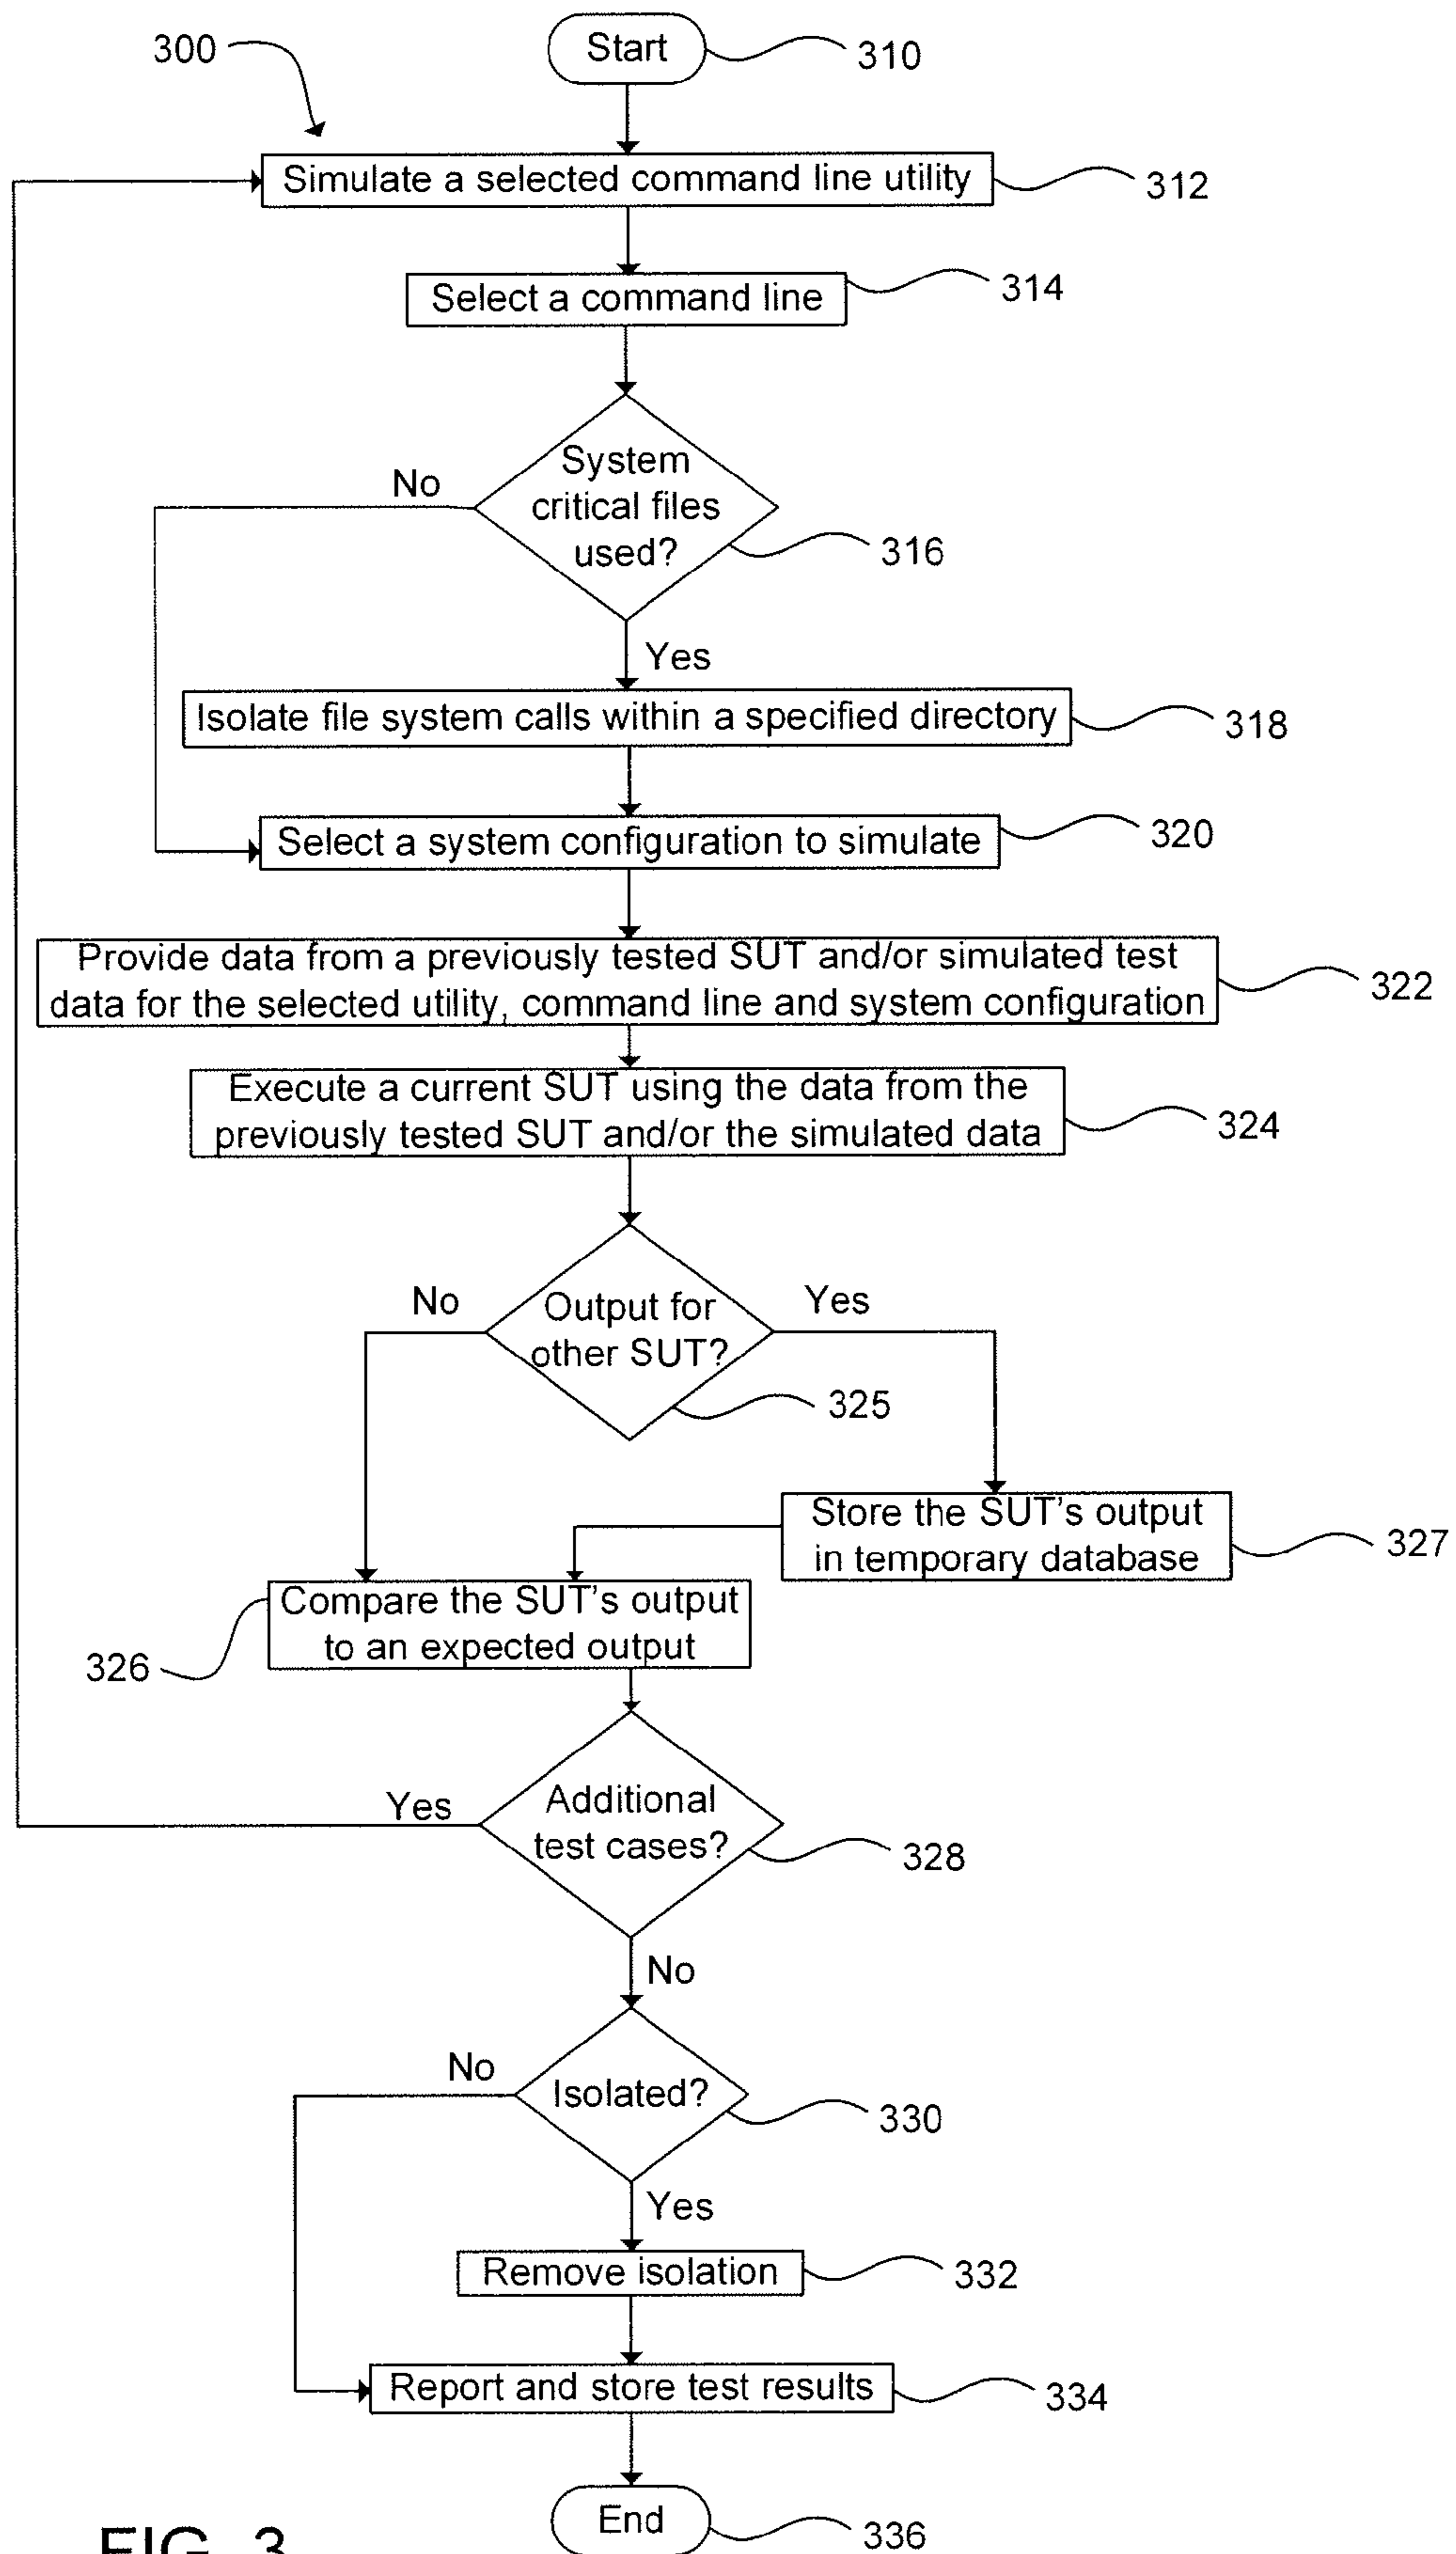 300
Start
310
Simulate a selected command line utility
312
Select a command line
314
System
critical files
used?
316
No
Yes
Isolate file system calls within a specified directory
318
Select a system configuration to simulate
320
Provide data from a previously tested SUT and/or simulated test
data for the selected utility, command line and system configuration
322
Execute a current SUT using the data from the
previously tested SUT and/or the simulated data
324
No
Output for
other SUT?
Yes
325
Store the SUT's output
in temporary database
327
Compare the SUT's output
to an expected output
326
Yes
Additional
test cases?
328
No
No
Isolated?
330
Yes
Remove isolation
332
Report and store test results
334
End
336
FIG. 3